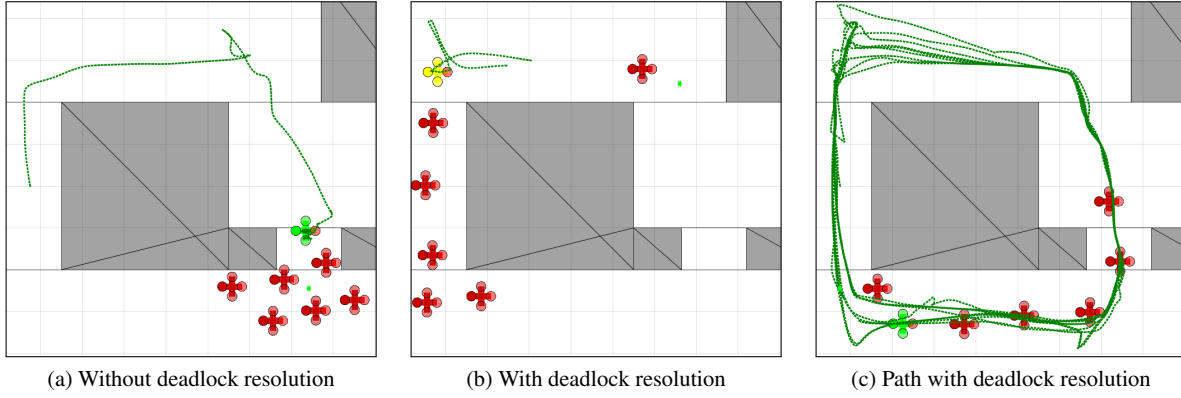 (a) Without deadlock resolution
(b) With deadlock resolution
(c) Path with deadlock resolution